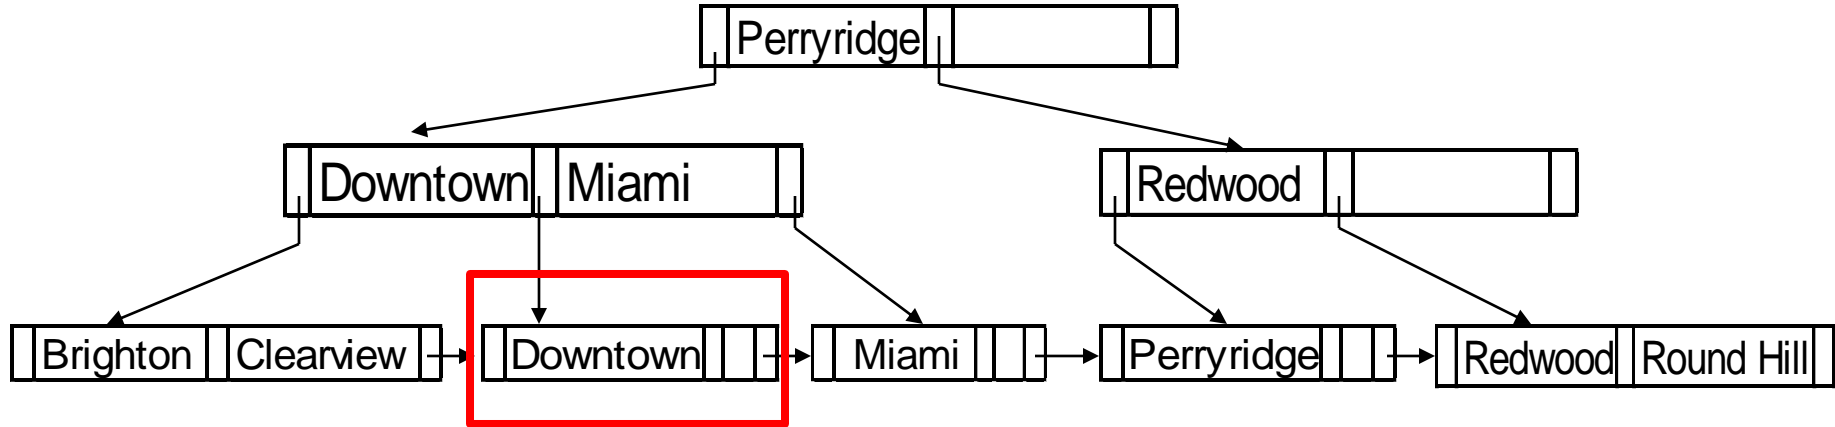 Perryridge
Downtown Miami
Redwood
Brighton Clearview
Downtown
Miami
Perryridge
Redwood Round Hill